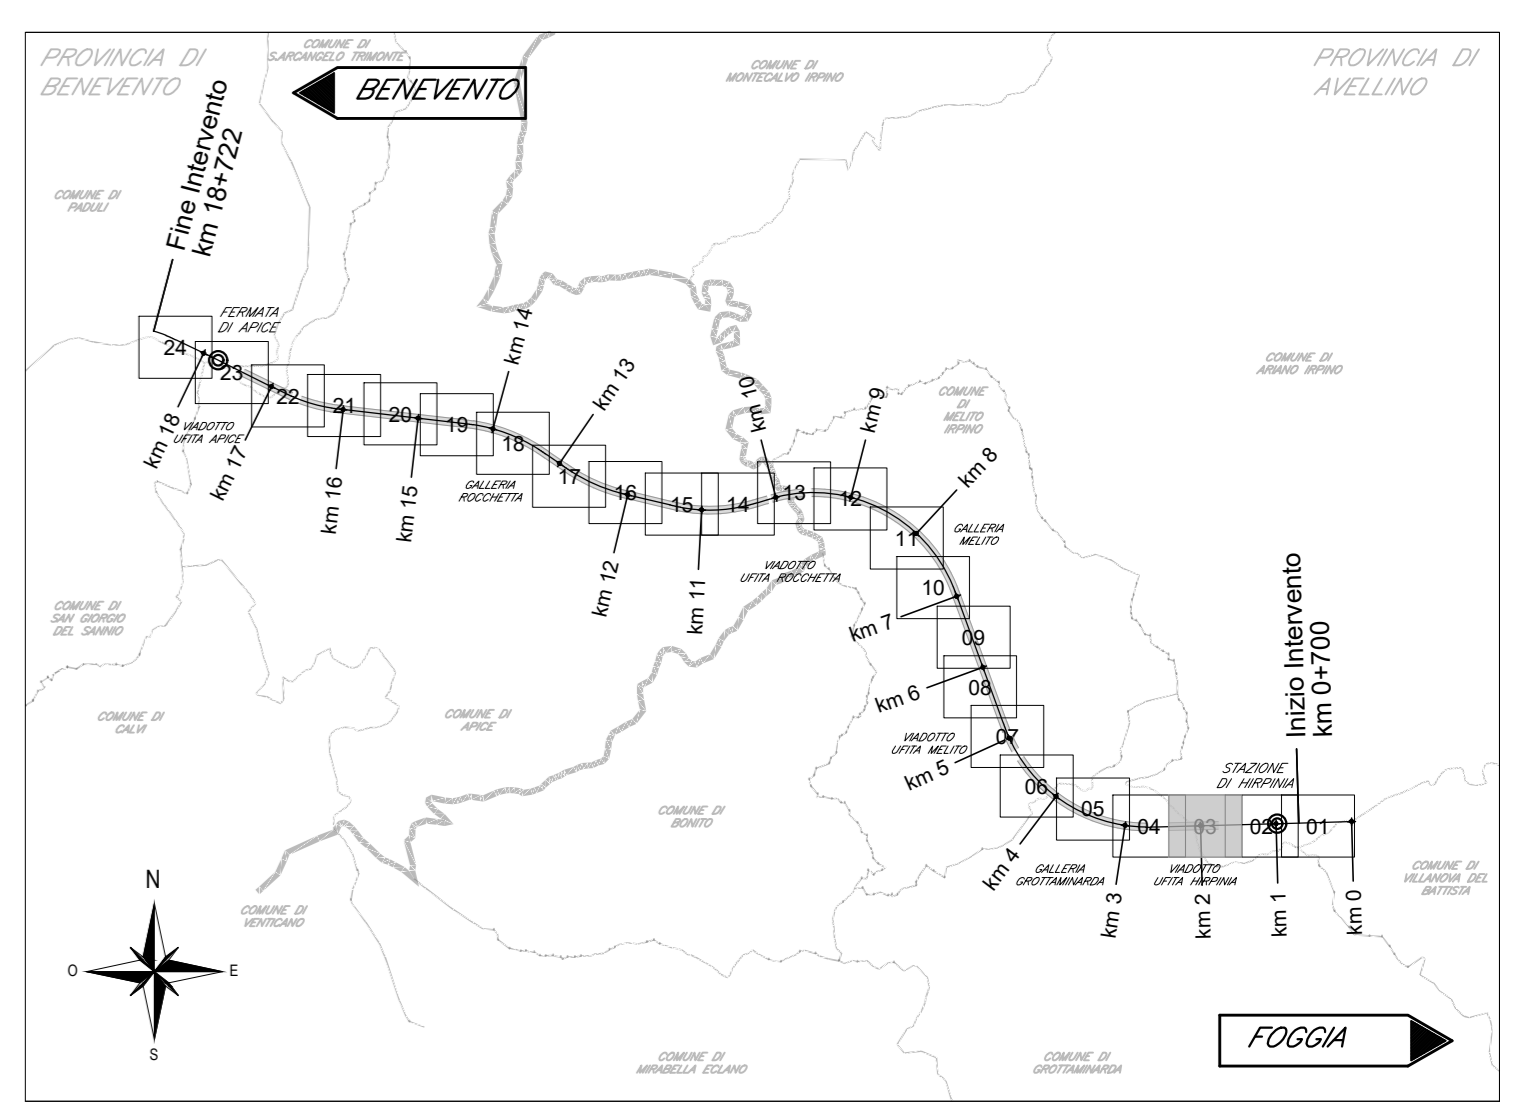 PROVINCIA DI
BENEVENTO
COMUNE DI
S.ARCANGELO TRIMONTE
BENEVENTO
COMUNE DI
MONTECALVO IRPINO
PROVINCIA DI
AVELLINO
Fine Intervento
km 18+722
COMUNE DI
PADULI
FERMATA
DI APICE
24
23
22
21
20
19
18
17
16
15
14
13
12
11
10
09
08
07
06
05
04
03
02
01
km 18
km 17
km 16
km 15
km 14
km 13
km 12
km 11
km 10
km 9
km 8
km 7
km 6
km 5
km 4
km 3
km 2
km 1
km 0
VIADOTTO
UFITA APICE
GALLERIA
ROCCHETTA
VIADOTTO
UFITA ROCCHETTA
COMUNE
DI
MELITO
IRPINO
COMUNE DI
ARIANO IRPINO
GALLERIA
MELITO
Inizio Intervento
km 0+700
COMUNE DI
SAN GIORGIO
DEL SANNIO
COMUNE DI
CALVI
COMUNE DI
APICE
VIADOTTO
UFITA MELITO
STAZIONE
DI HIRPINIA
COMUNE DI
BONITO
GALLERIA
GROTTAMINARDA
VIADOTTO
UFITA HIRPINIA
COMUNE DI
VILLANOVA DEL
BATTISTA
COMUNE DI
VENTICANO
N
O
E
S
FOGGIA
COMUNE DI
MIRABELLA ECLANO
COMUNE DI
GROTTAMINARDA